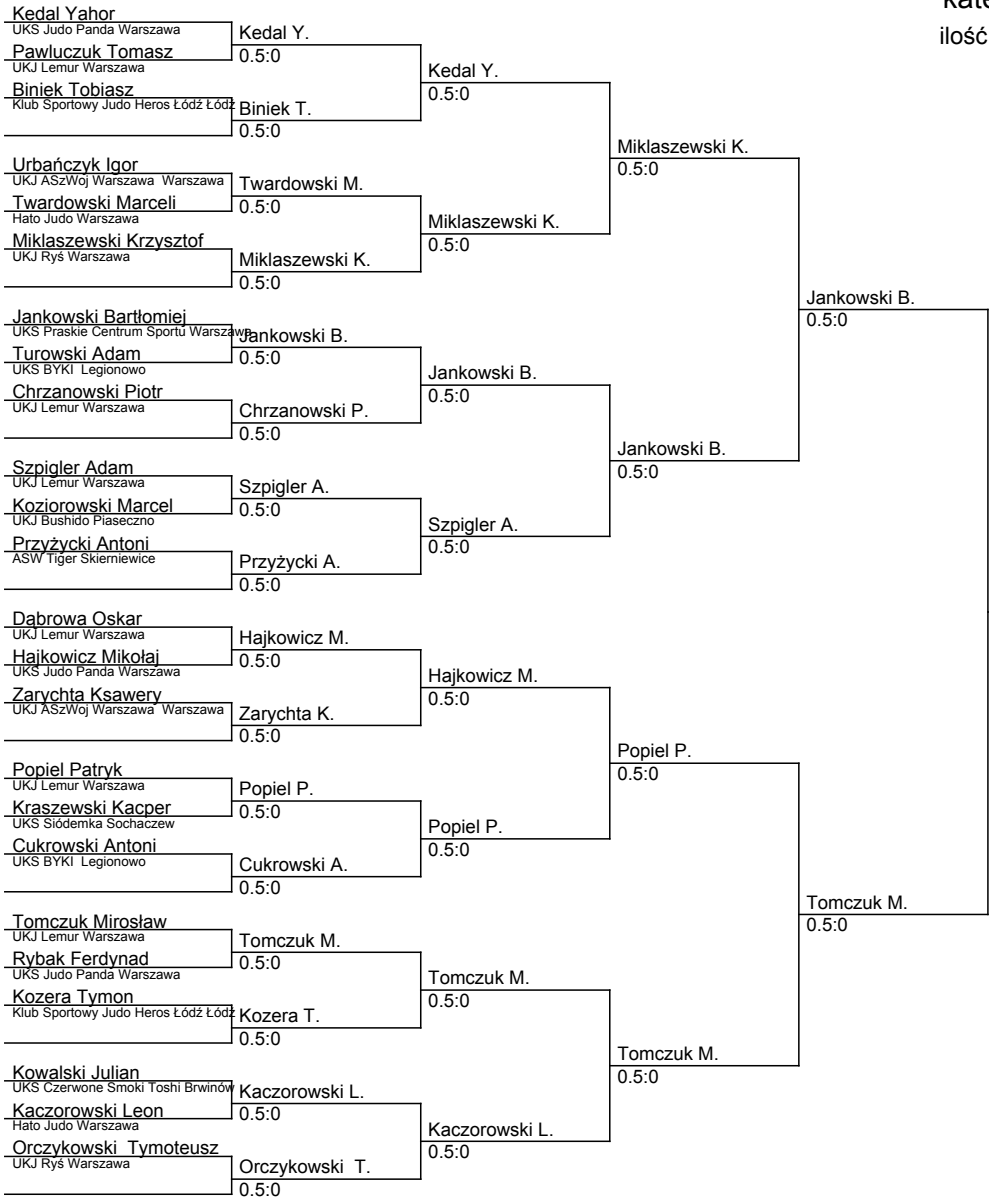 kate
ilość
Kedal Yahor
UKS Judo Panda Warszawa
Pawluczuk Tomasz
UKJ Lemur Warszawa
Biniek Tobiasz
Klub Sportowy Judo Heros Łódź Łódź
Urbańczyk Igor
UKJ ASzWoj Warszawa  Warszawa
Twardowski Marceli
Hato Judo Warszawa
Miklaszewski Krzysztof
UKJ Ryś Warszawa
Jankowski Bartłomiej
UKS Praskie Centrum Sportu Warszawa
Turowski Adam
UKS BYKI  Legionowo
Chrzanowski Piotr
UKJ Lemur Warszawa
Szpigler Adam
UKJ Lemur Warszawa
Koziorowski Marcel
UKJ Bushido Piaseczno
Przyżycki Antoni
ASW Tiger Skierniewice
Dąbrowa Oskar
UKJ Lemur Warszawa
Hajkowicz Mikołaj
UKS Judo Panda Warszawa
Zarychta Ksawery
UKJ ASzWoj Warszawa  Warszawa
Popiel Patryk
UKJ Lemur Warszawa
Kraszewski Kacper
UKS Siódemka Sochaczew
Cukrowski Antoni
UKS BYKI  Legionowo
Tomczuk Mirosław
UKJ Lemur Warszawa
Rybak Ferdynad
UKS Judo Panda Warszawa
Kozera Tymon
Klub Sportowy Judo Heros Łódź Łódź
Kowalski Julian
UKS Czerwone Smoki Toshi Brwinów
Kaczorowski Leon
Hato Judo Warszawa
Orczykowski  Tymoteusz
UKJ Ryś Warszawa
Kedal Y.
0.5:0
Biniek T.
0.5:0
Twardowski M.
0.5:0
Miklaszewski K.
0.5:0
Jankowski B.
0.5:0
Chrzanowski P.
0.5:0
Szpigler A.
0.5:0
Przyżycki A.
0.5:0
Hajkowicz M.
0.5:0
Zarychta K.
0.5:0
Popiel P.
0.5:0
Cukrowski A.
0.5:0
Tomczuk M.
0.5:0
Kozera T.
0.5:0
Kaczorowski L.
0.5:0
Orczykowski  T.
0.5:0
Kedal Y.
0.5:0
Miklaszewski K.
0.5:0
Jankowski B.
0.5:0
Szpigler A.
0.5:0
Hajkowicz M.
0.5:0
Popiel P.
0.5:0
Tomczuk M.
0.5:0
Kaczorowski L.
0.5:0
Miklaszewski K.
0.5:0
Jankowski B.
0.5:0
Popiel P.
0.5:0
Tomczuk M.
0.5:0
Jankowski B.
0.5:0
Tomczuk M.
0.5:0